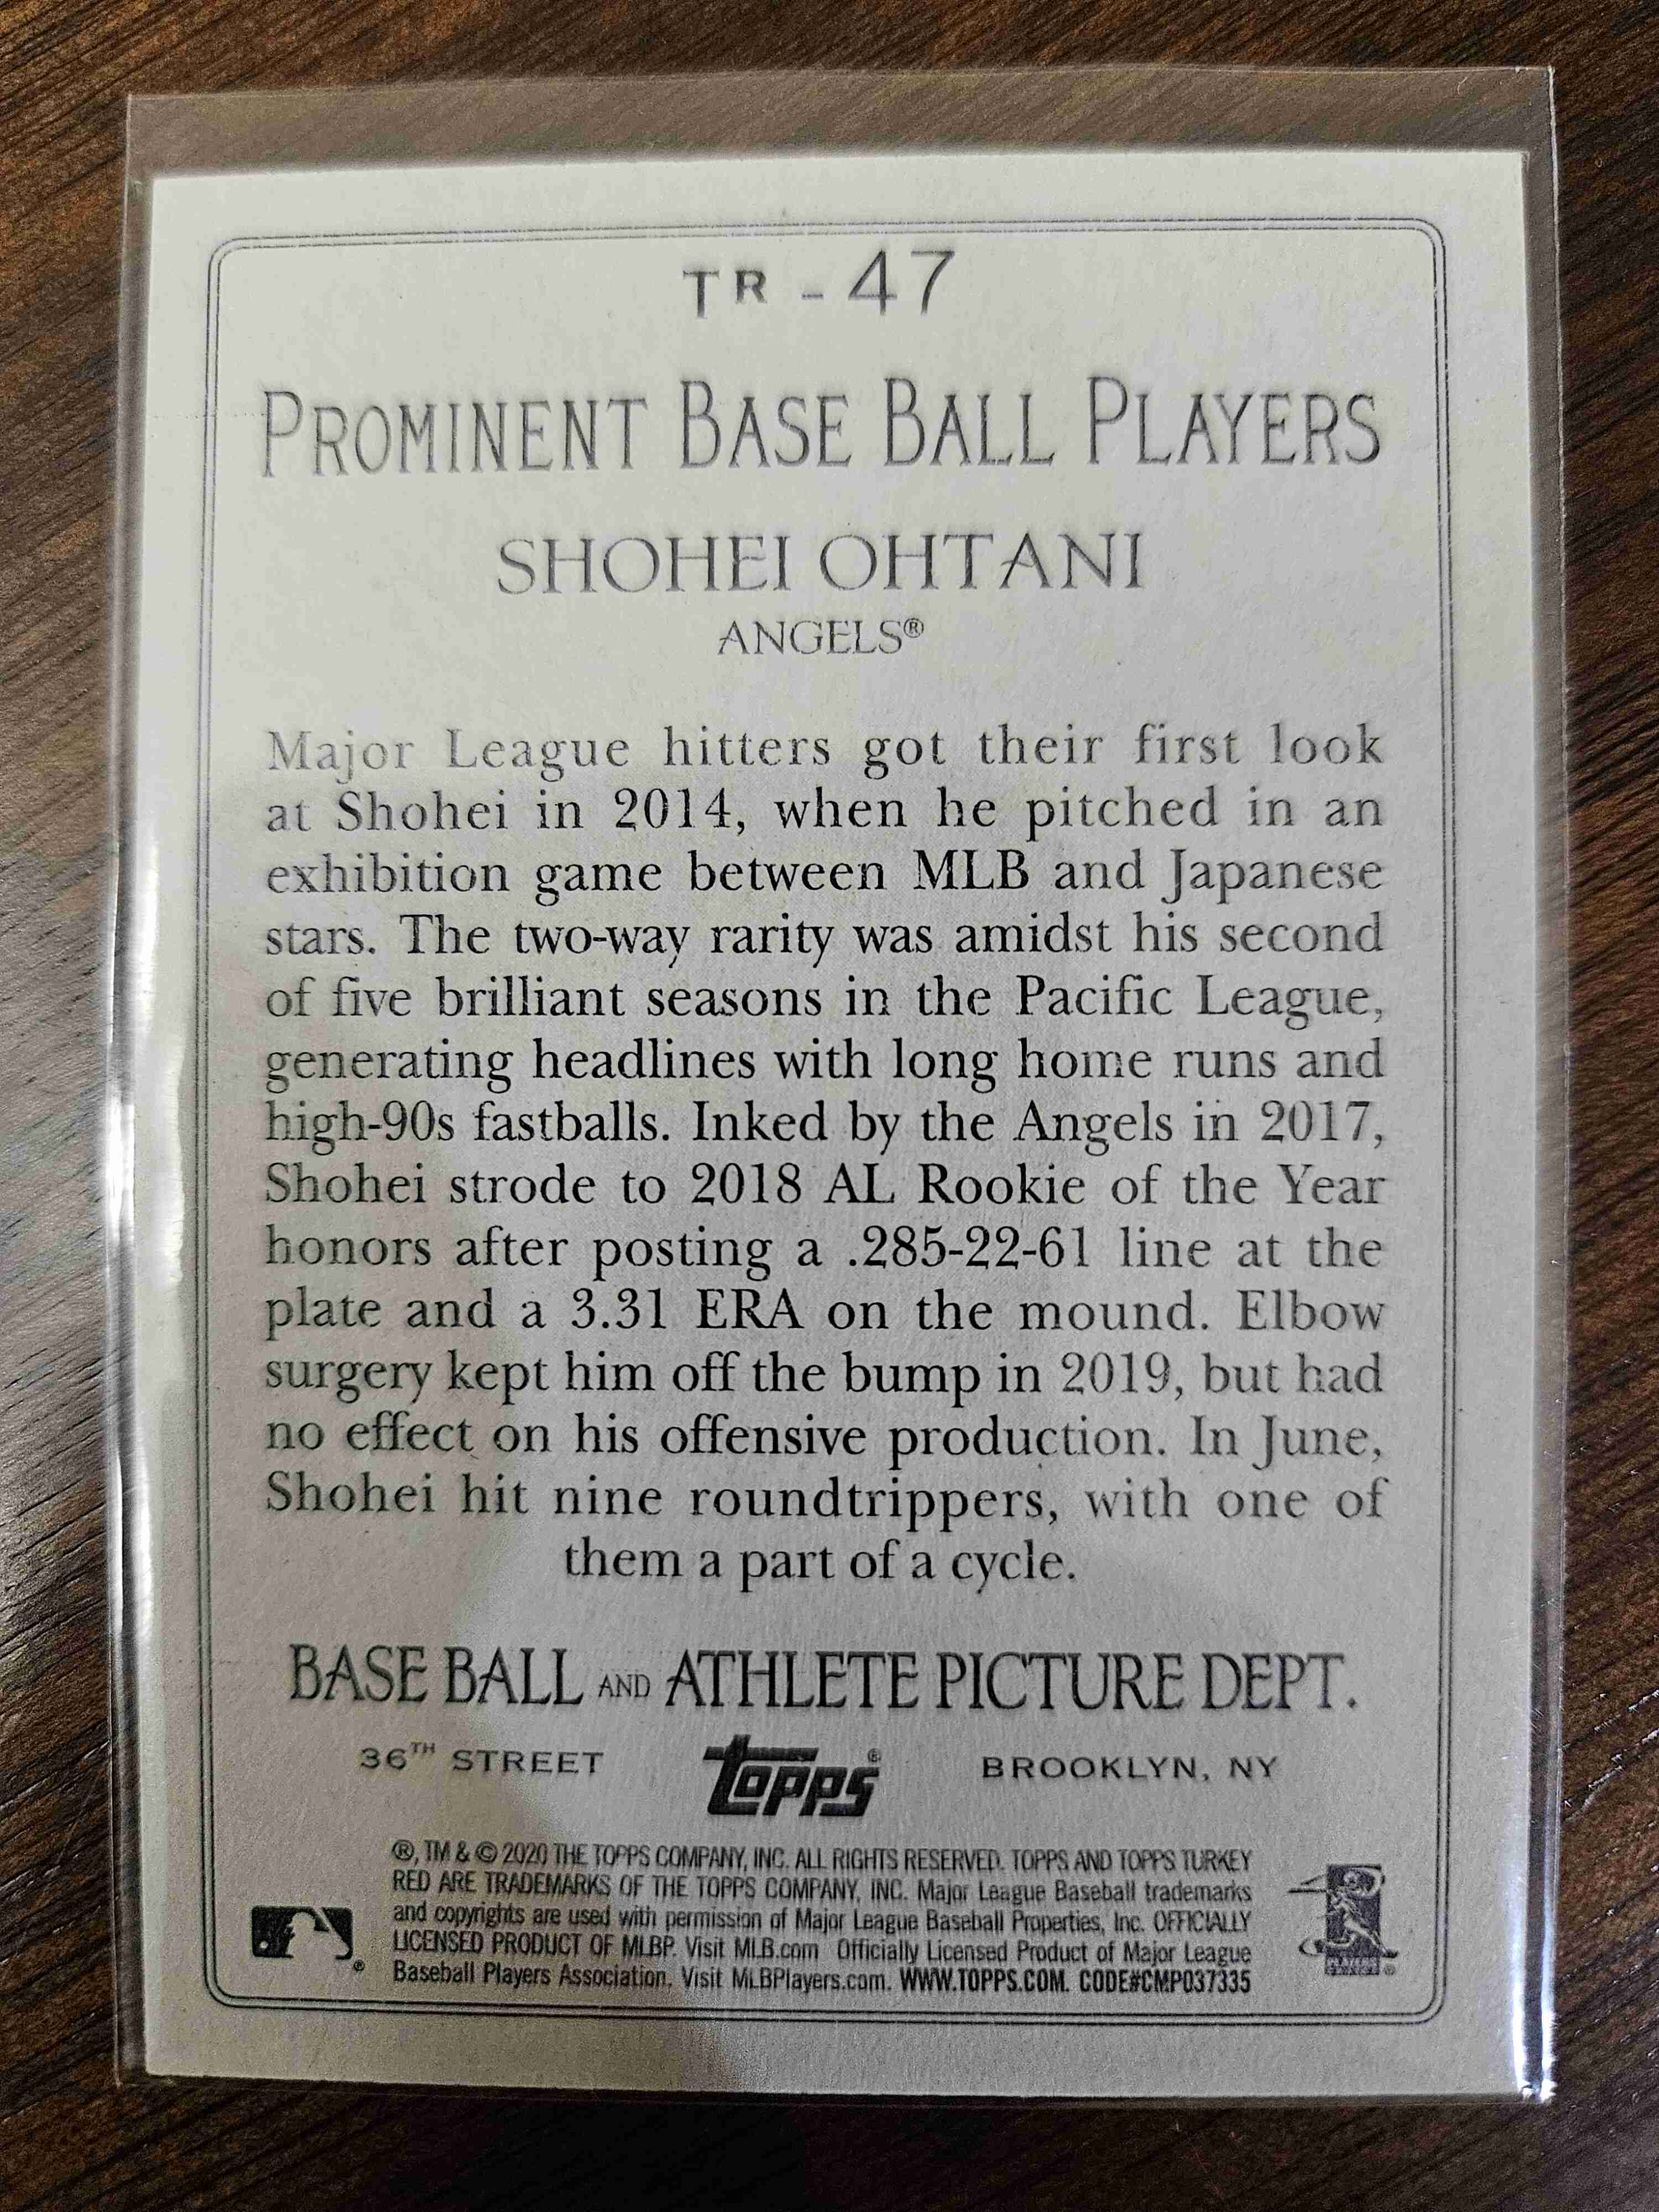 TR-47
PROMINENT BASE BALL PLAYERS
SHOHEI OHTANI
ANGELS®
Major League hitters got their first look
at Shohei in 2014, when he pitched in an
exhibition game between MLB and Japanese
stars. The two-way rarity was amidst his second
of five brilliant seasons in the Pacific League,
generating headlines with long home runs and
high-90s fastballs. Inked by the Angels in 2017,
Shohei strode to 2018 AL Rookie of the Year
honors after posting a .285-22-61 line at the
plate and a 3.31 ERA on the mound. Elbow
surgery kept him off the bump in 2019, but had
no effect on his offensive production. In June,
Shohei hit nine roundtrippers, with one of
them a part of a cycle.
BASE BALL AND ATHLETE PICTURE DEPT.
36TH STREET topps® BROOKLYN, NY
®, TM & © 2020 THE TOPPS COMPANY, INC. ALL RIGHTS RESERVED. TOPPS AND TOPPS TURKEY
RED ARE TRADEMARKS OF THE TOPPS COMPANY, INC. Major League Baseball trademarks
and copyrights are used with permission of Major League Baseball Properties, Inc. OFFICIALLY
LICENSED PRODUCT OF MLBP. Visit MLB.com Officially Licensed Product of Major League
Baseball Players Association. Visit MLBPlayers.com. WWW.TOPPS.COM. CODE#CMP037335